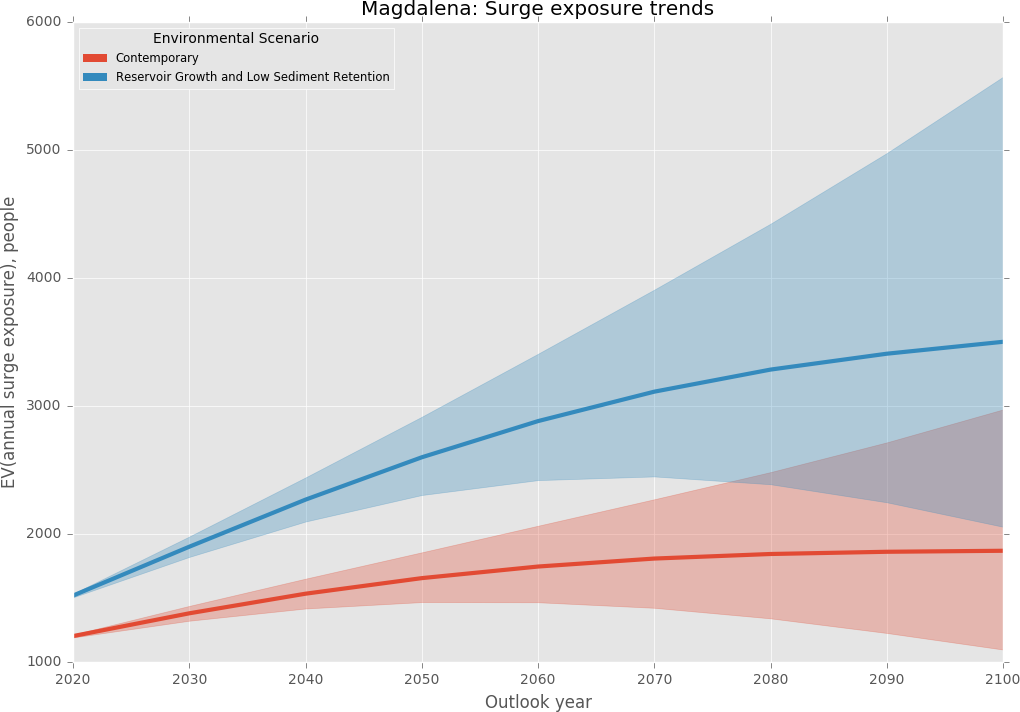 Magdalena: Surge exposure trends
6000
5000
4000
3000
2000
1000
EV(annual surge exposure), people
Environmental Scenario
Contemporary
Reservoir Growth and Low Sediment Retention
2020 2030 2040 2050 2060 2070 2080 2090 2100
Outlook year